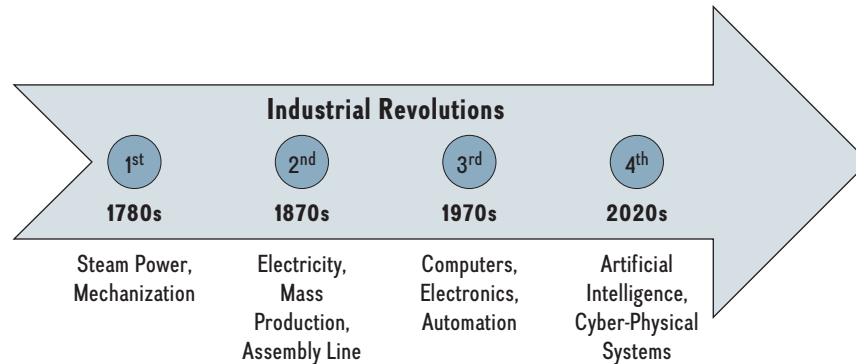 Industrial Revolutions
1st
2nd
3rd
4th
1780s
1870s
1970s
2020s
Steam Power,
Mechanization
Electricity,
Mass
Production,
Assembly Line
Computers,
Electronics,
Automation
Artificial
Intelligence,
Cyber-Physical
Systems